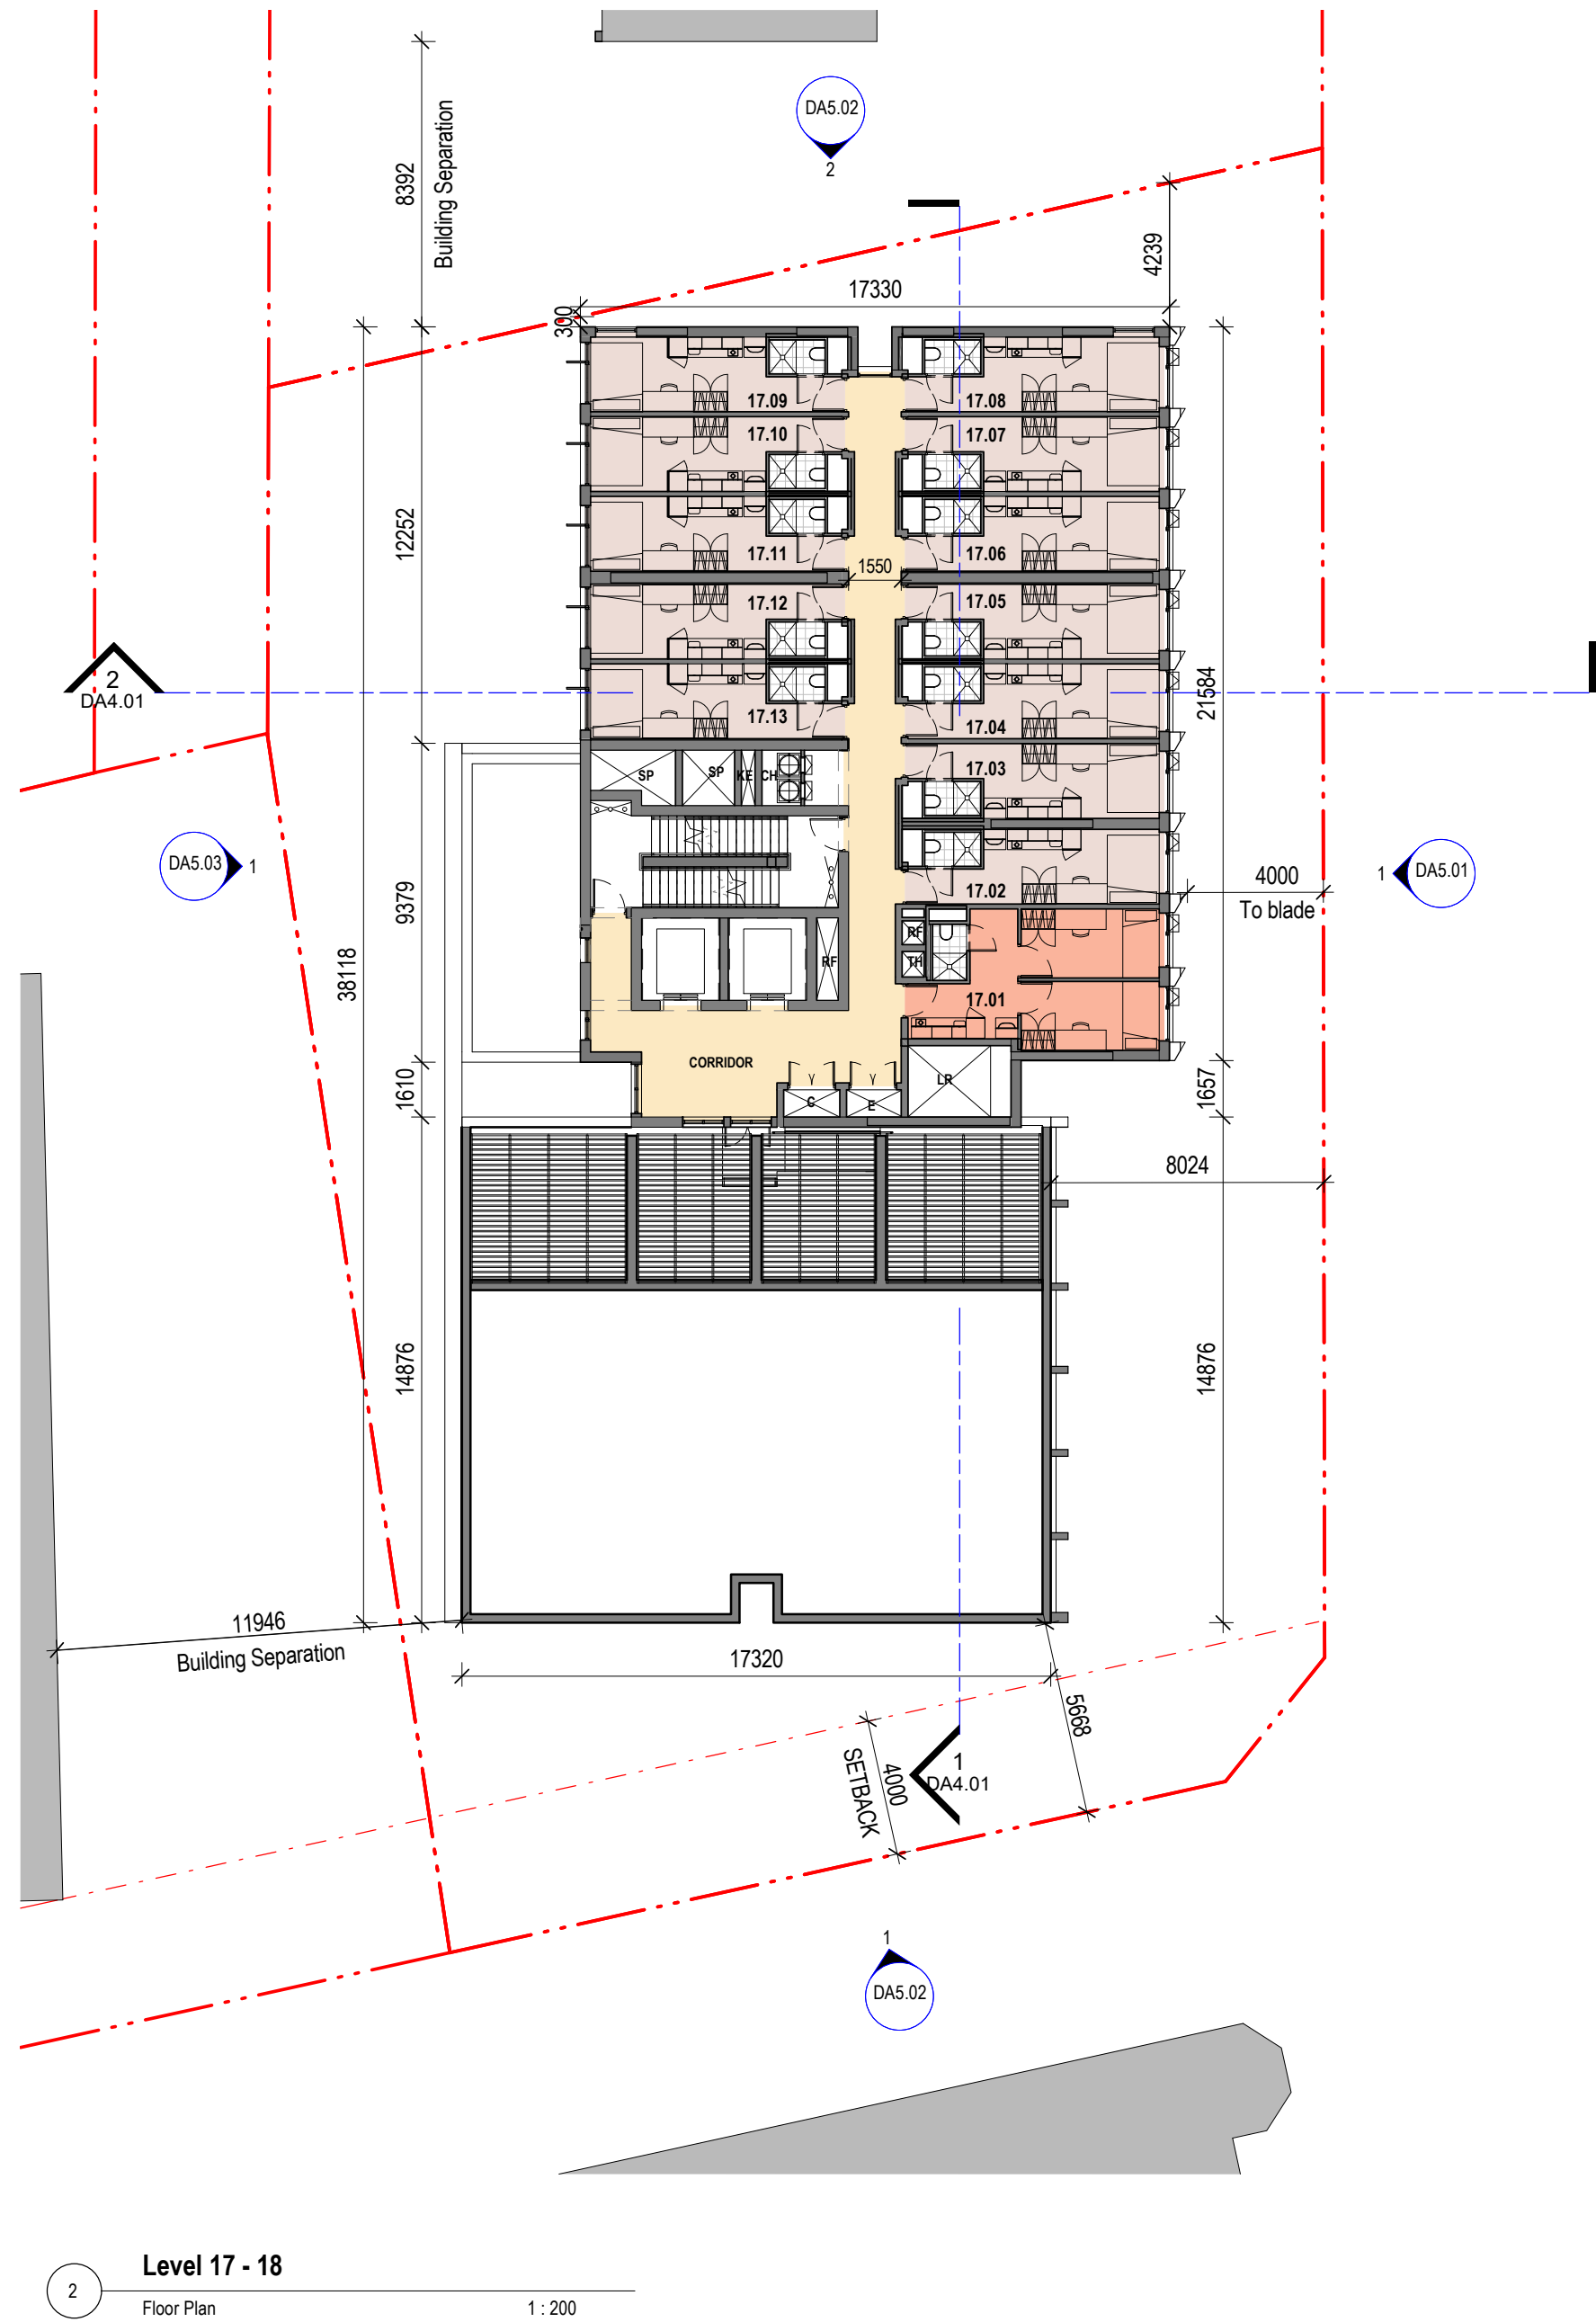 DA5.02
2
8392
Building Separation
4239
17330
300
17.09
17.08
17.10
17.07
12252
17.11
17.06
1550
17.12
17.05
2
DA4.01
21584
17.13
17.04
17.03
SP
SP
KE
CH
DA5.03
1
1
DA5.01
4000
To blade
17.02
9379
38118
RF
TH
RF
17.01
CORRIDOR
LR
1610
1657
C
E
8024
14876
14876
11946
Building Separation
17320
5668
SETBACK
4000
1
DA4.01
1
DA5.02
Level 17 - 18
2
Floor Plan
1 : 200